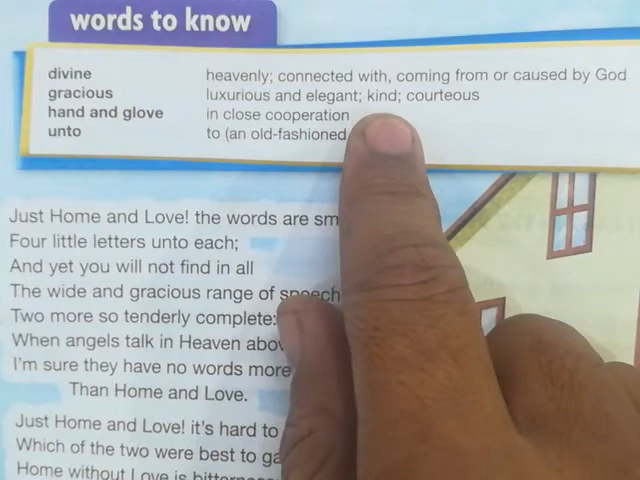 words to know
divine heavenly; connected with, coming from or caused by God
gracious luxurious and elegant; kind; courteous
hand and glove in close cooperation
unto to (an old-fashioned
Just Home and Love! the words are
Four little letters unto each;
And yet you will not find in all
The wide and gracious range of speech
Two more so tenderly complete:
When angels talk in Heaven
I'm sure they have no words more
Than Home and Love.
Just Home and Love! it's hard to
Which of the two were best to
Home without Love is